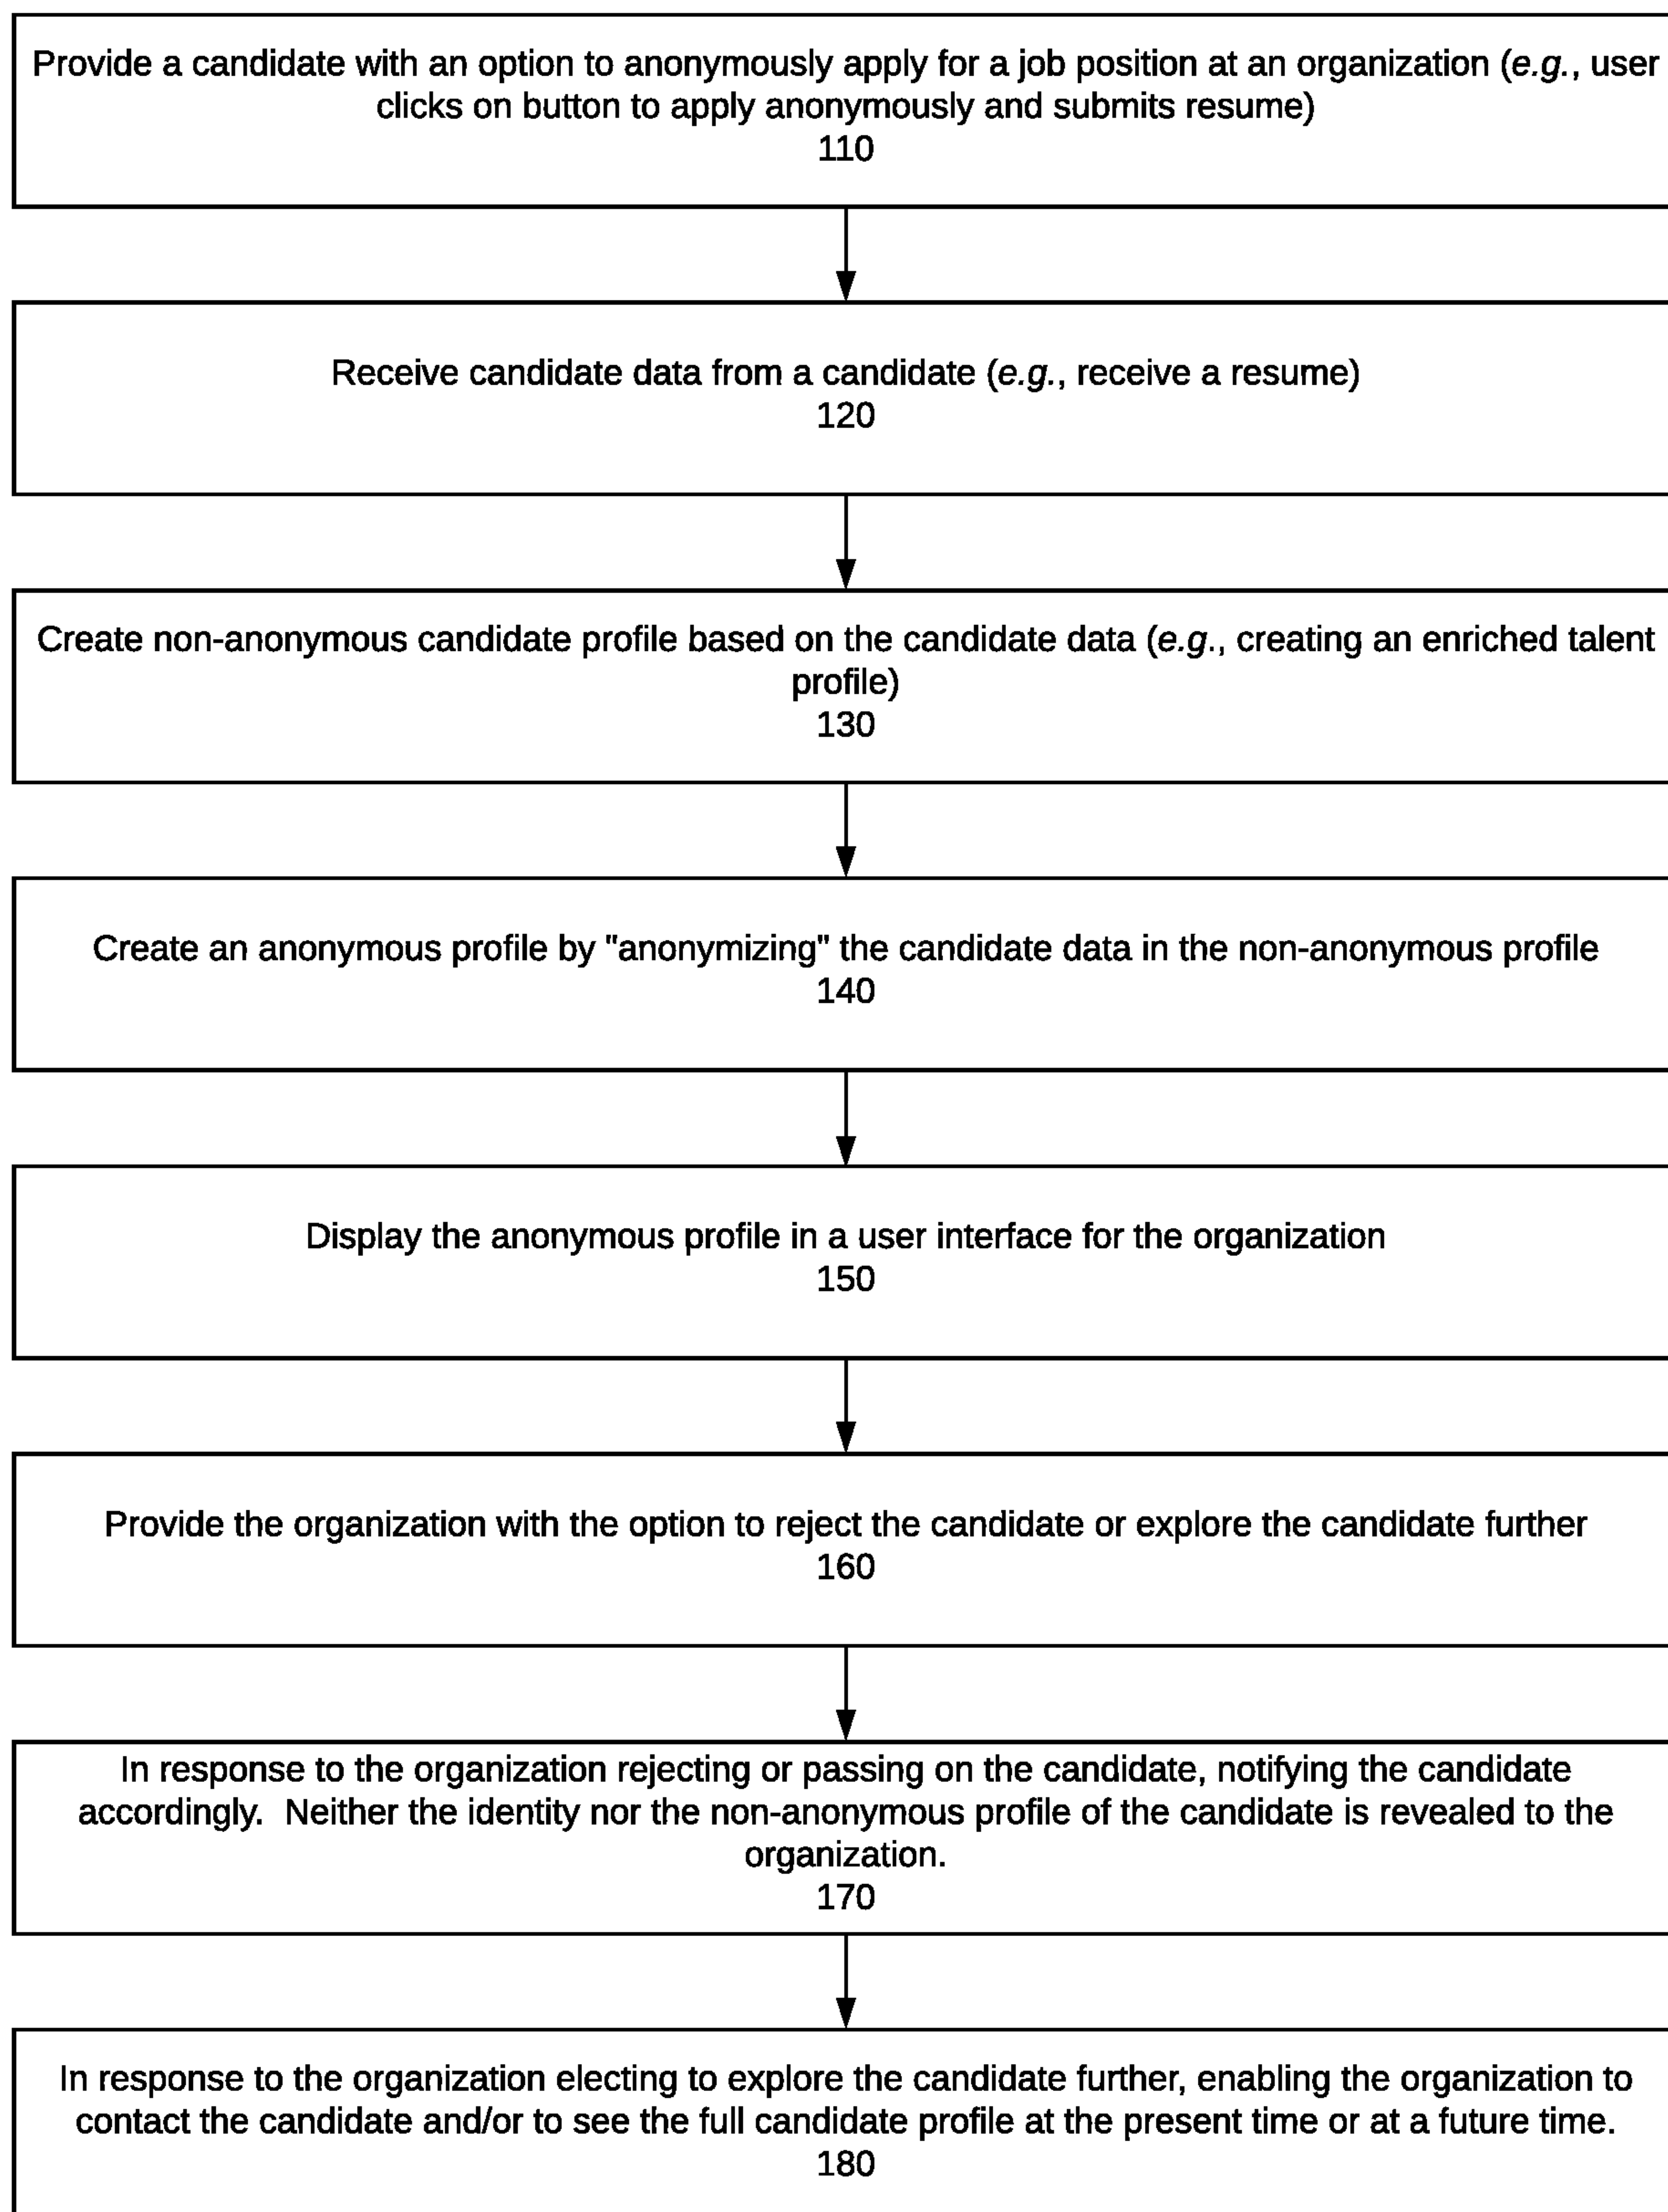 Provide a candidate with an option to anonymously apply for a job position at an organization (e.g., user
clicks on button to apply anonymously and submits resume)
110
Receive candidate data from a candidate (e.g., receive a resume)
120
Create non-anonymous candidate profile based on the candidate data (e.g., creating an enriched talent
profile)
130
Create an anonymous profile by "anonymizing" the candidate data in the non-anonymous profile
140
Display the anonymous profile in a user interface for the organization
150
Provide the organization with the option to reject the candidate or explore the candidate further
160
In response to the organization rejecting or passing on the candidate, notifying the candidate
accordingly.  Neither the identity nor the non-anonymous profile of the candidate is revealed to the
organization.
170
In response to the organization electing to explore the candidate further, enabling the organization to
contact the candidate and/or to see the full candidate profile at the present time or at a future time.
180